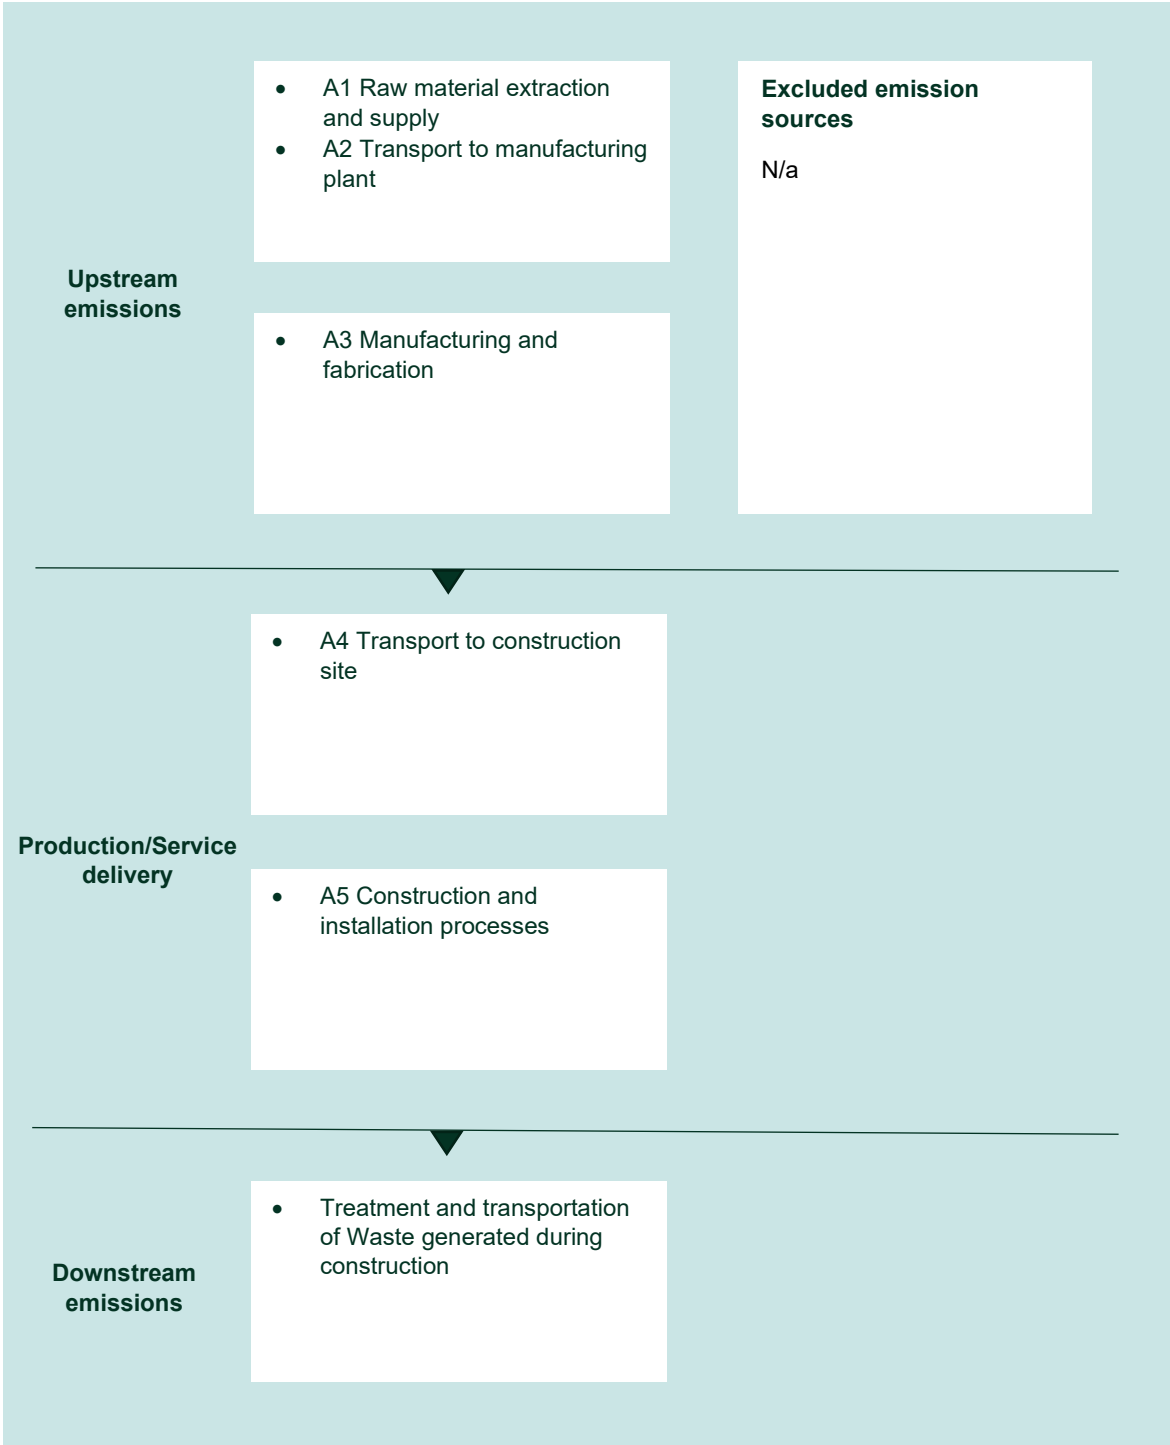 Upstream
emissions
• A1 Raw material extraction
and supply
• A2 Transport to manufacturing
plant
• A3 Manufacturing and
fabrication
Excluded emission
sources
N/a
Production/Service
delivery
• A4 Transport to construction
site
• A5 Construction and
installation processes
Downstream
emissions
• Treatment and transportation
of Waste generated during
construction